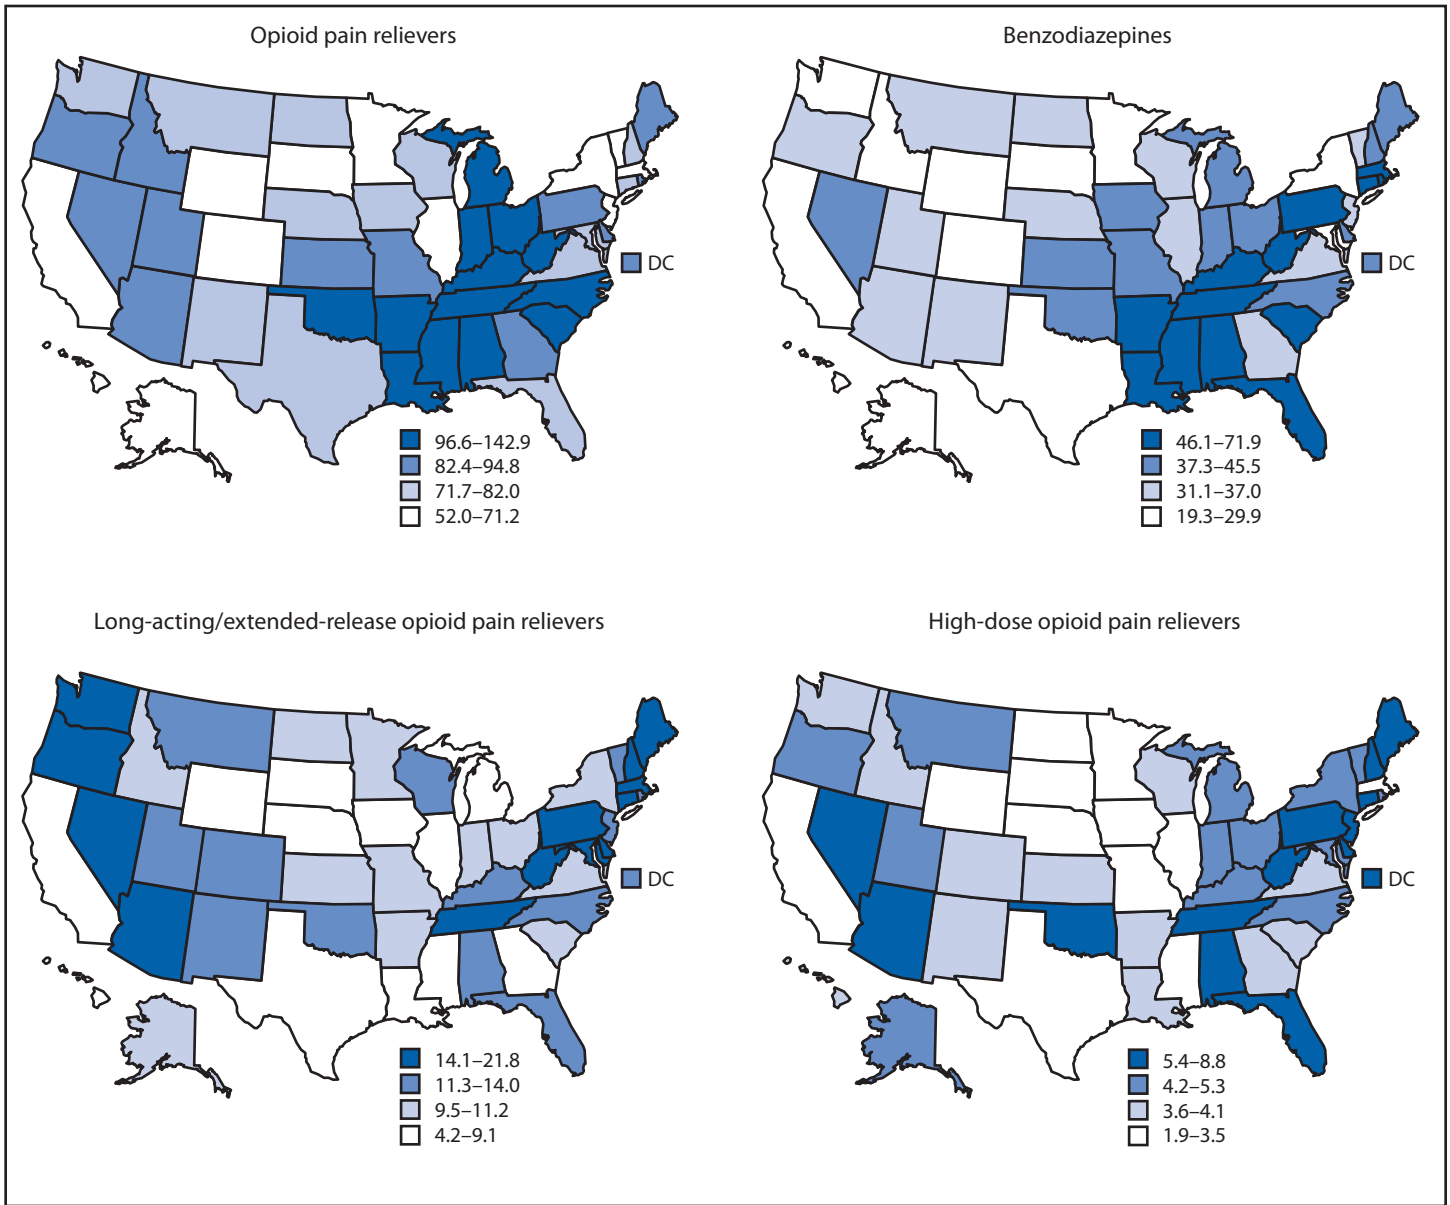 Opioid pain relievers
DC
96.6–142.9
82.4–94.8
71.7–82.0
52.0–71.2
Benzodiazepines
DC
46.1–71.9
37.3–45.5
31.1–37.0
19.3–29.9
Long-acting/extended-release opioid pain relievers
DC
14.1–21.8
11.3–14.0
9.5–11.2
4.2–9.1
High-dose opioid pain relievers
DC
5.4–8.8
4.2–5.3
3.6–4.1
1.9–3.5